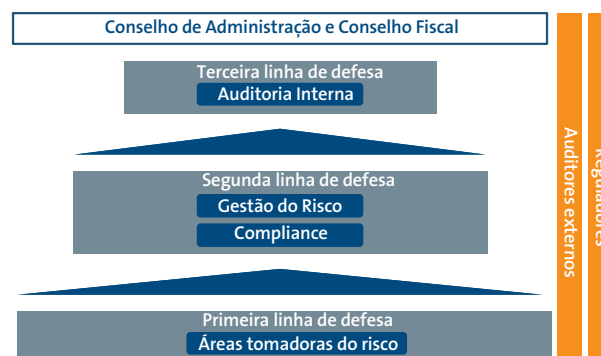 Conselho de Administração e Conselho Fiscal
Terceira linha de defesa
Auditoria Interna
Segunda linha de defesa
Gestão do Risco
Compliance
Primeira linha de defesa
Áreas tomadoras do risco
Auditores externos
Reguladores